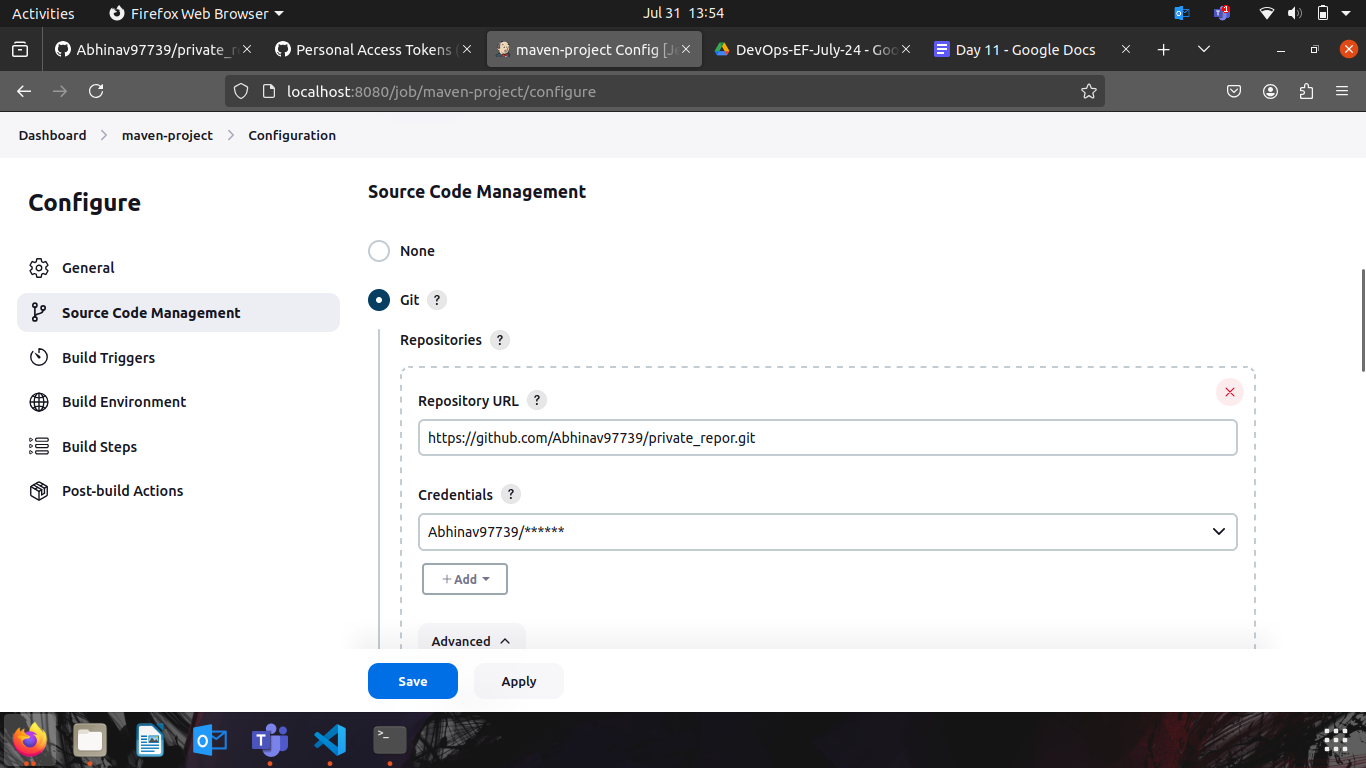 Activities Firefox Web Browser Jul 31 13:54 1
Abhinav97739/private_r Personal Access Tokens ( maven-project Config [Je DevOps-EF-July-24 - Goo Day 11 - Google Docs
localhost:8080/job/maven-project/configure
Dashboard maven-project Configuration
Configure
General
Source Code Management
Build Triggers
Build Environment
Build Steps
Post-build Actions
Source Code Management
None
Git ?
Repositories ?
Repository URL ?
https://github.com/Abhinav97739/private_repor.git
Credentials ?
Abhinav97739/******
+ Add
Advanced
Save Apply